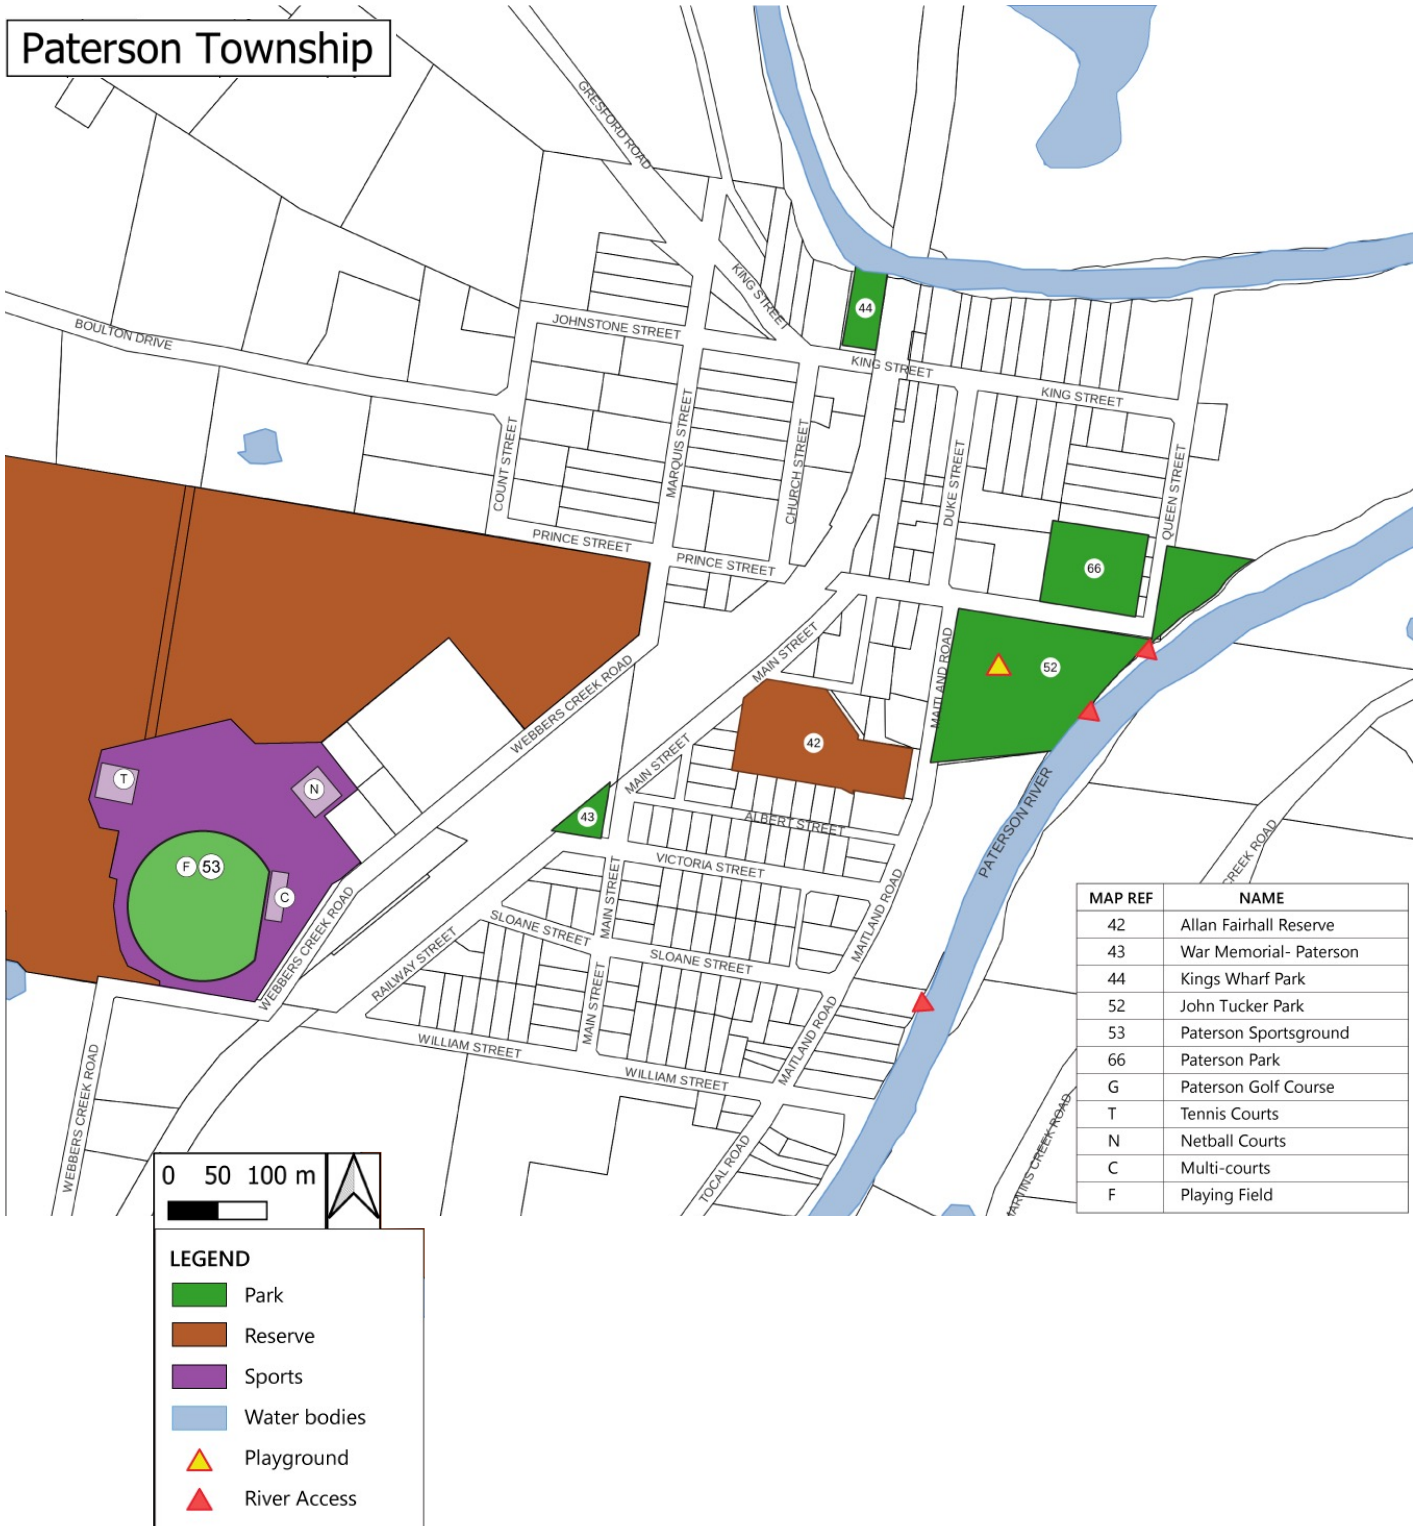 Paterson Township
GRESFORD ROAD
KING STREET
44
JOHNSTONE STREET
BOULTON DRIVE
KING STREET
KING STREET
MARQUIS STREET
COUNT STREET
CHURCH STREET
DUKE STREET
QUEEN STREET
PRINCE STREET
PRINCE STREET
66
MAIN STREET
MAITLAND ROAD
52
WEBBERS CREEK ROAD
42
MAIN STREET
T
N
43
ALBERT STREET
PATERSON RIVER
F 53
VICTORIA STREET
CREEK ROAD
C
MAIN STREET
MAITLAND ROAD
WEBBERS CREEK ROAD
SLOANE STREET
SLOANE STREET
RAILWAY STREET
MAIN STREET
MAITLAND ROAD
WILLIAM STREET
WILLIAM STREET
WEBBERS CREEK ROAD
TOCAL ROAD
MARTINS CREEK ROAD
MAP REF NAME
42 Allan Fairhall Reserve
43 War Memorial- Paterson
44 Kings Wharf Park
52 John Tucker Park
53 Paterson Sportsground
66 Paterson Park
G Paterson Golf Course
T Tennis Courts
N Netball Courts
C Multi-courts
F Playing Field
0 50 100 m
LEGEND
Park
Reserve
Sports
Water bodies
Playground
River Access